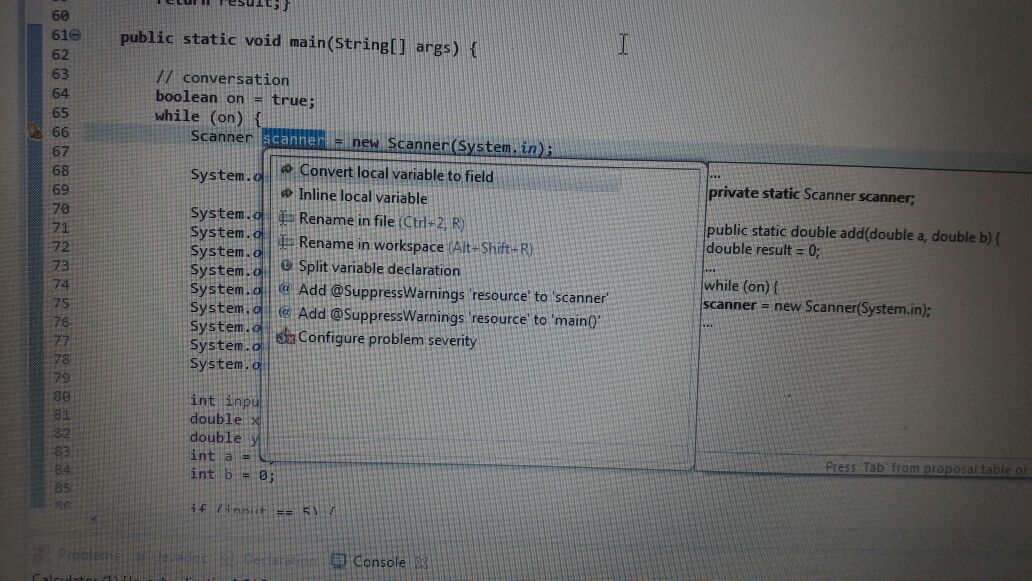 return result;}
60
61 public static void main(String[] args) {
62
63 // conversation
64 boolean on = true;
65 while (on) {
66 Scanner scanner = new Scanner(System.in);
67
68 System.o
69
70 System.o
71 System.o
72 System.o
73 System.o
74 System.o
75 System.o
76 System.o
77 System.o
78 System.o
79
80 int inpu
81 double x
82 double y
83 int a =
84 int b = 0;
85
86 if (input == 5) {
Convert local variable to field
Inline local variable
Rename in file (Ctrl+2, R)
Rename in workspace (Alt+Shift+R)
Split variable declaration
@ Add @SuppressWarnings 'resource' to 'scanner'
@ Add @SuppressWarnings 'resource' to 'main()'
Configure problem severity
...
private static Scanner scanner;
public static double add(double a, double b) {
double result = 0;
...
while (on) {
scanner = new Scanner(System.in);
...
Press 'Tab' from proposal table or
Problems @ Javadoc Declaration Console